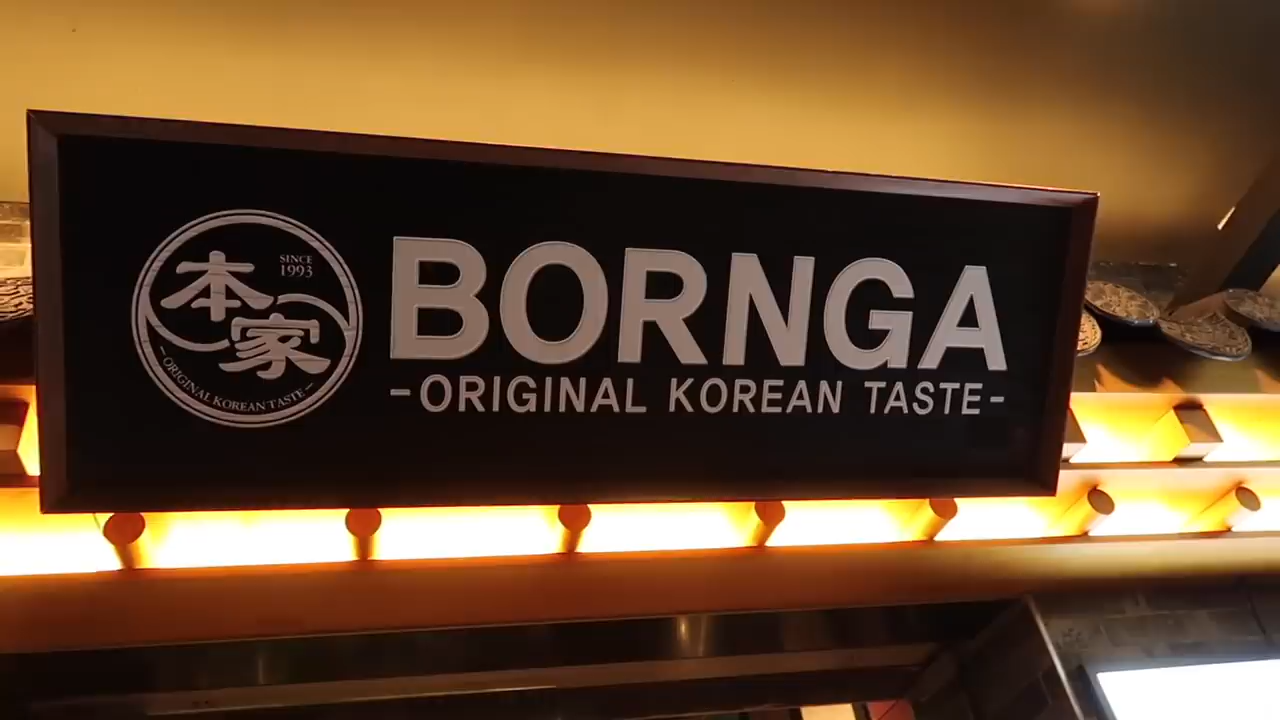 本家
SINCE
1993
-ORIGINAL KOREAN TASTE-
BORNGA
-ORIGINAL KOREAN TASTE-